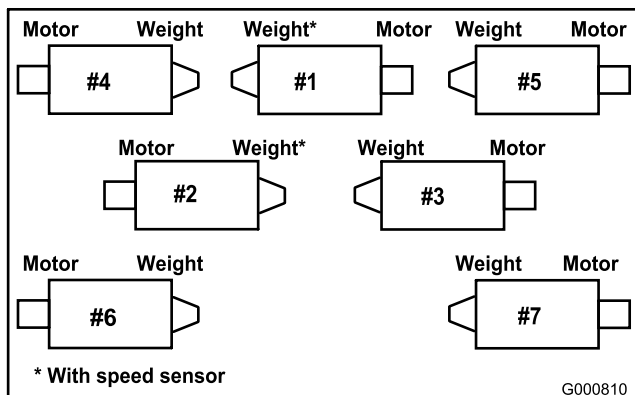 Motor Weight Weight* Motor Weight Motor
#4 #1 #5
Motor Weight* Weight Motor
#2 #3
Motor Weight Weight Motor
#6 #7
* With speed sensor
G000810